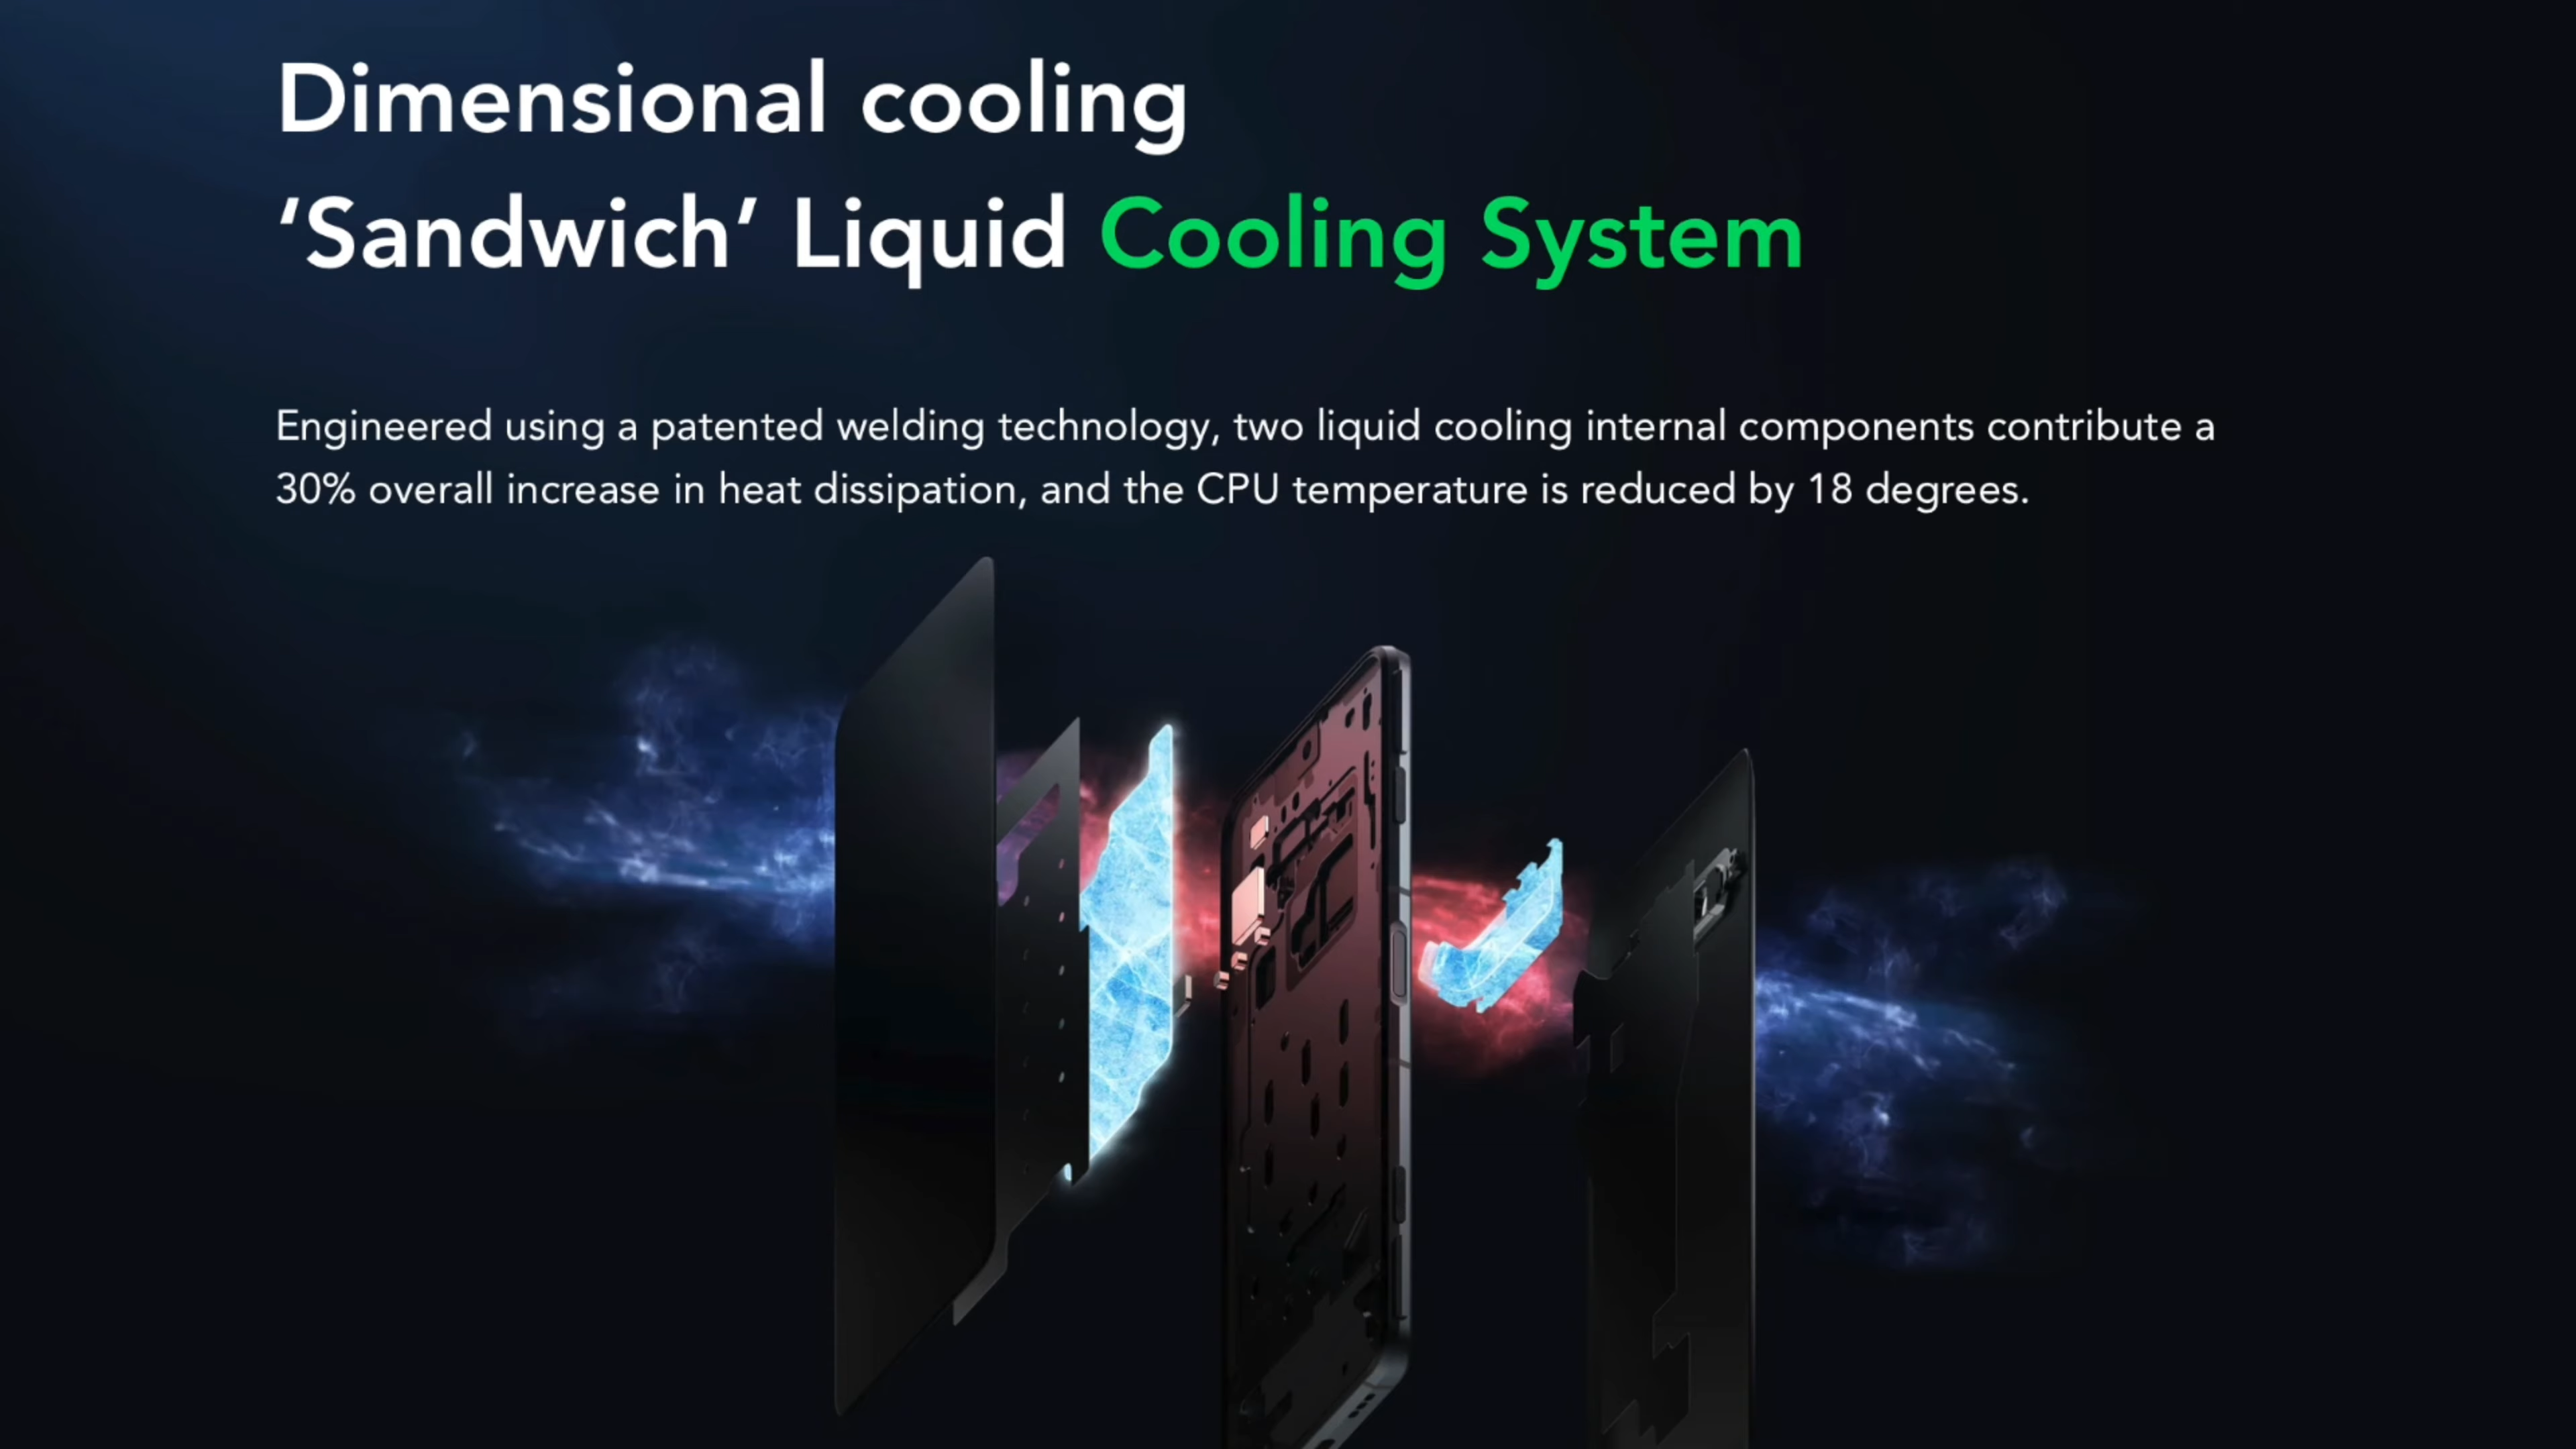 Dimensional cooling
‘Sandwich’ Liquid Cooling System
Engineered using a patented welding technology, two liquid cooling internal components contribute a
30% overall increase in heat dissipation, and the CPU temperature is reduced by 18 degrees.